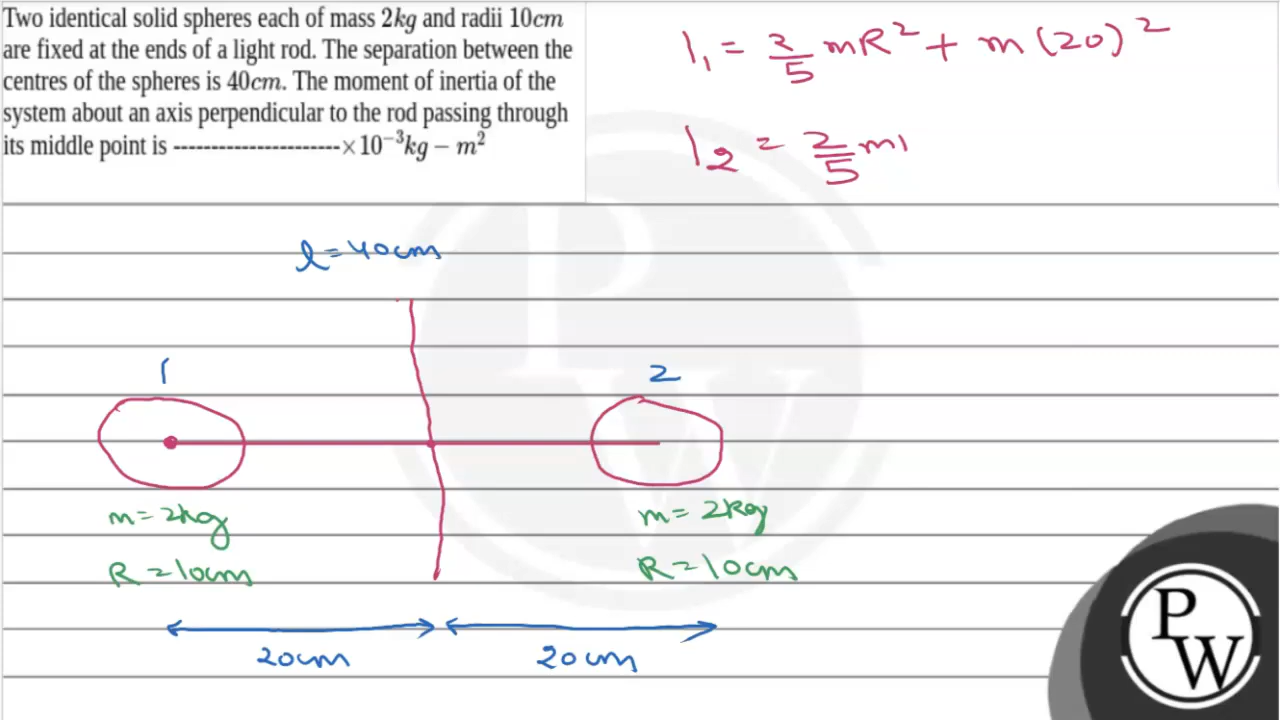 Two identical solid spheres each of mass 2kg and radii 10cm
are fixed at the ends of a light rod. The separation between the
centres of the spheres is 40cm. The moment of inertia of the
system about an axis perpendicular to the rod passing through
its middle point is ----------------------×10⁻³kg − m²
I₁ = 2/5 mR² + m(20)²
I₂ = 2/5 m
l = 40cm
1
2
m = 2kg
R = 10cm
m = 2kg
R = 10cm
20cm
20cm
P
W
P
W